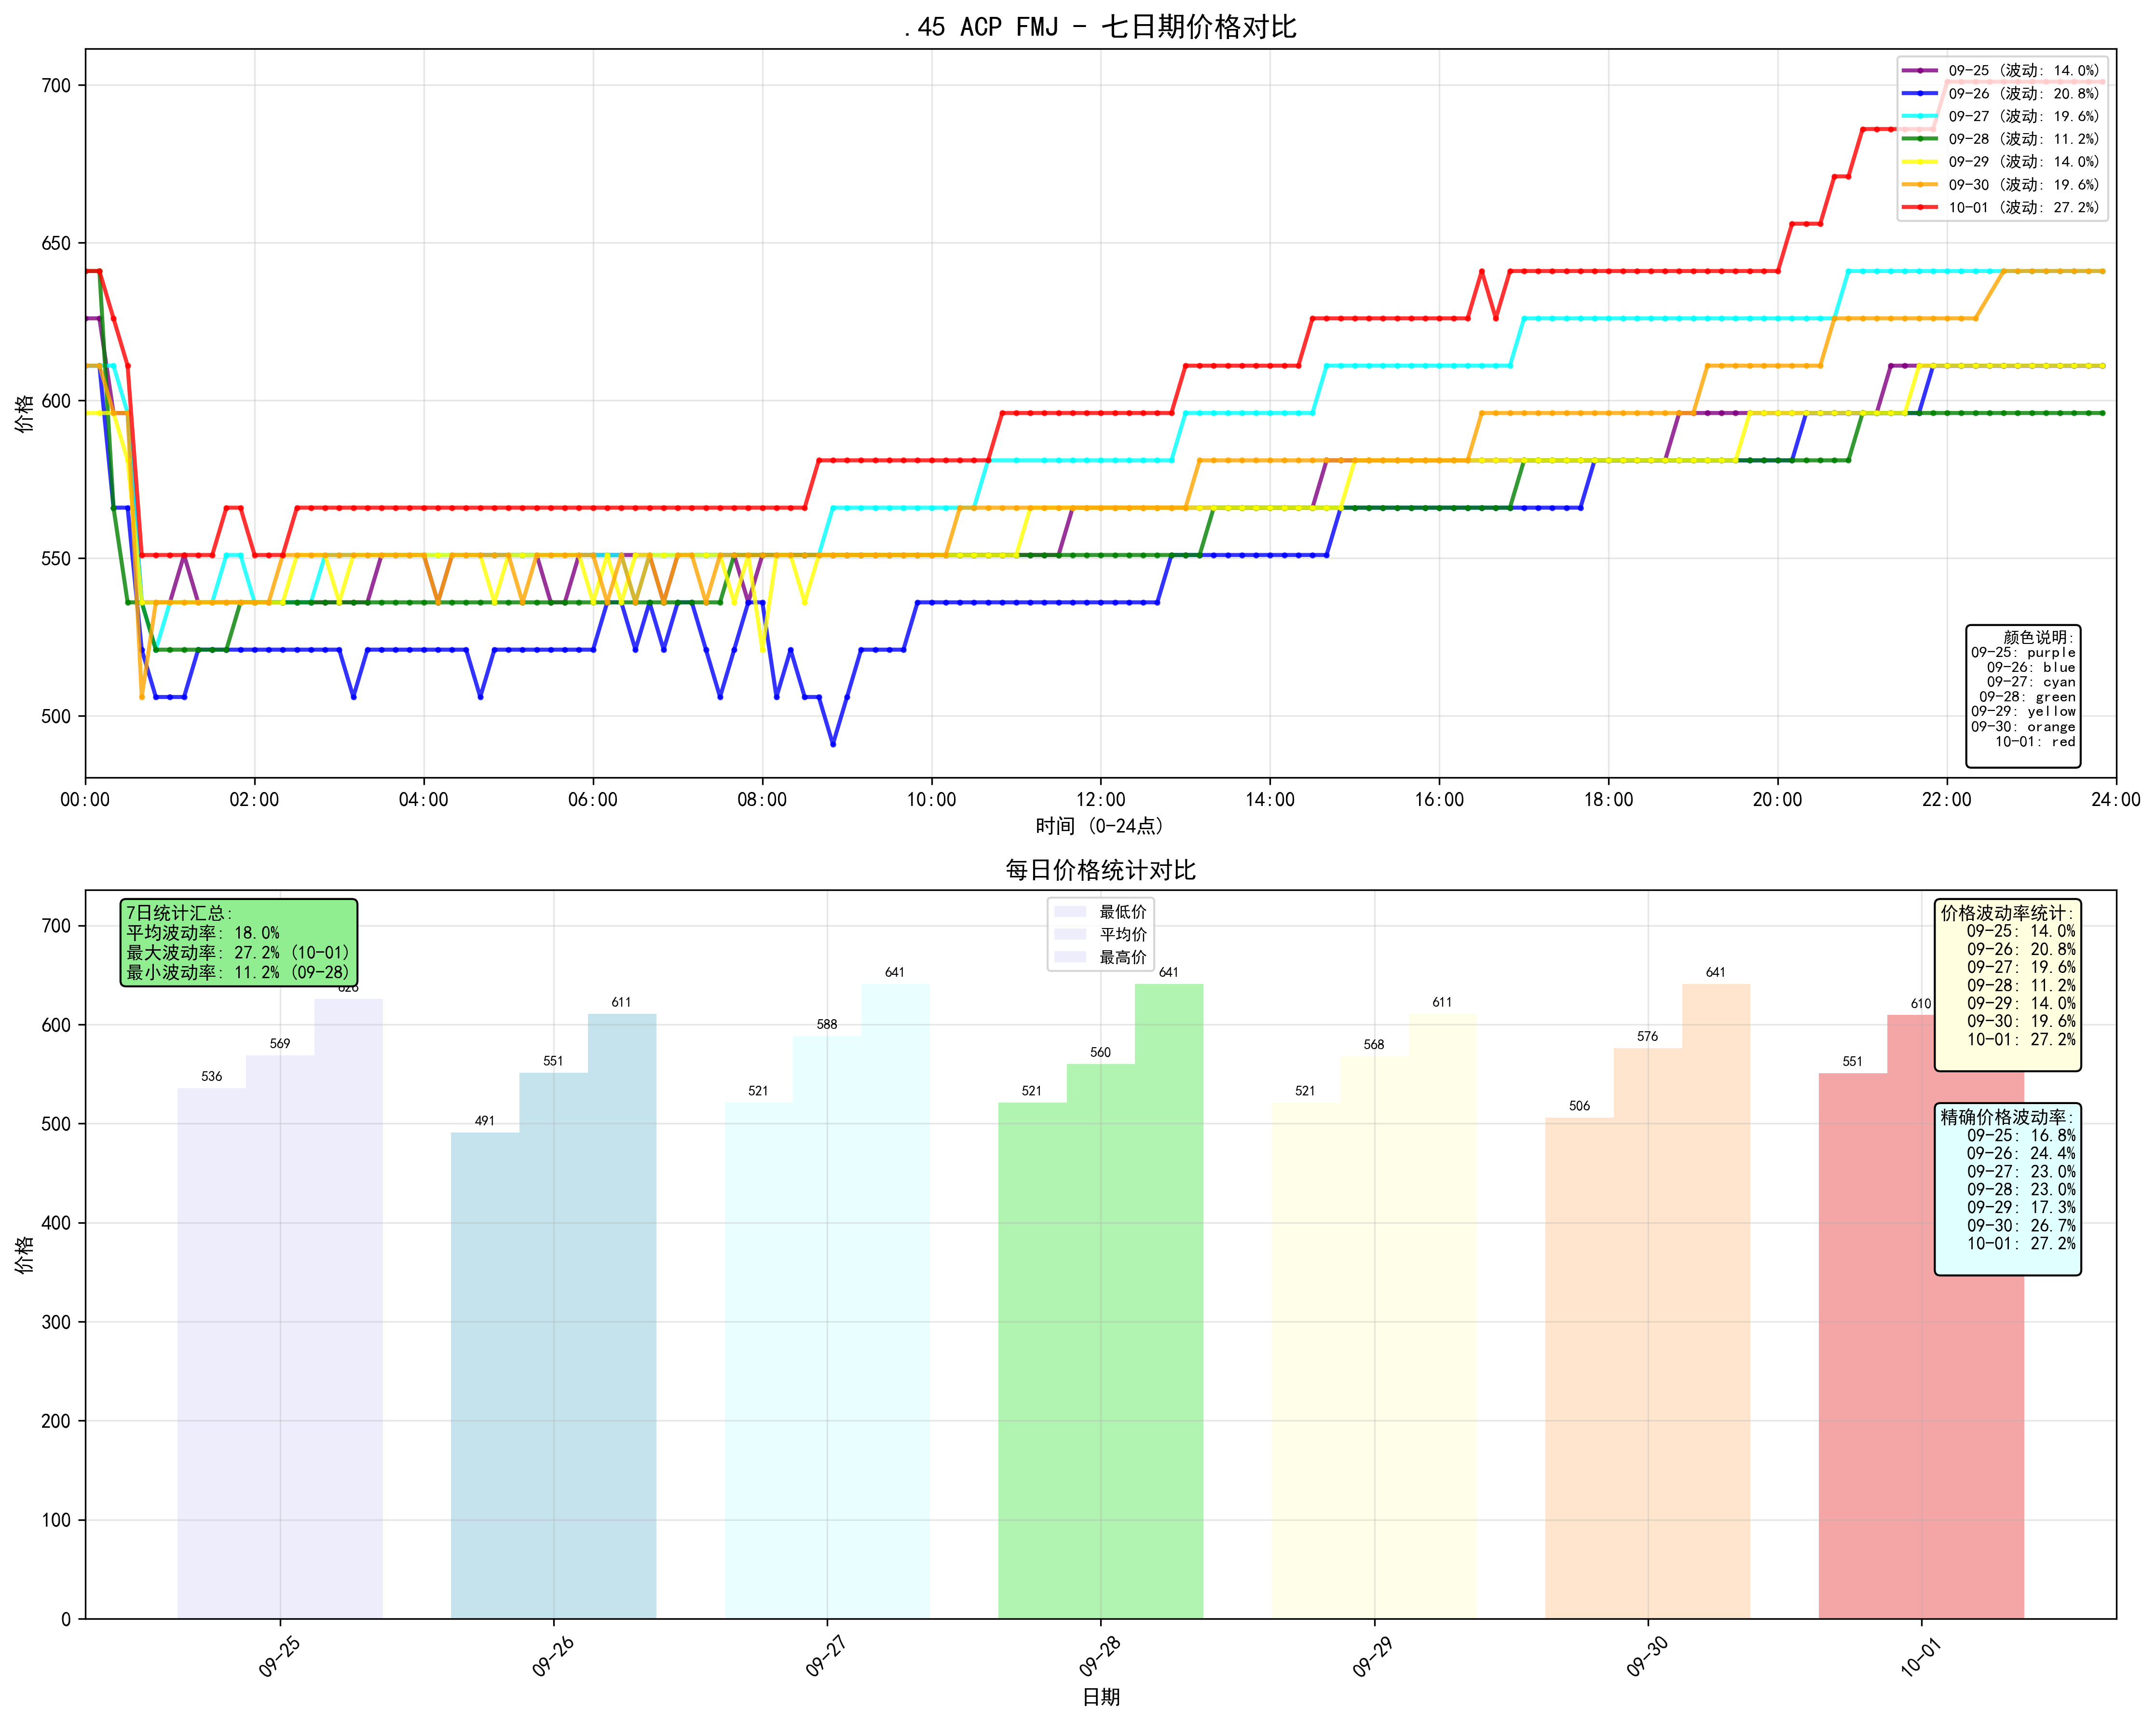 .45 ACP FMJ - 七日期价格对比
价格
700
650
600
550
500
09-25 (波动: 14.0%)
09-26 (波动: 20.8%)
09-27 (波动: 19.6%)
09-28 (波动: 11.2%)
09-29 (波动: 14.0%)
09-30 (波动: 19.6%)
10-01 (波动: 27.2%)
颜色说明:
09-25: purple
09-26: blue
09-27: cyan
09-28: green
09-29: yellow
09-30: orange
10-01: red
00:00 02:00 04:00 06:00 08:00 10:00 12:00 14:00 16:00 18:00 20:00 22:00 24:00
时间 (0-24点)
每日价格统计对比
价格
700
600
500
400
300
200
100
0
7日统计汇总:
平均波动率: 18.0%
最大波动率: 27.2% (10-01)
最小波动率: 11.2% (09-28)
最低价
平均价
最高价
价格波动率统计:
09-25: 14.0%
09-26: 20.8%
09-27: 19.6%
09-28: 11.2%
09-29: 14.0%
09-30: 19.6%
10-01: 27.2%
精确价格波动率:
09-25: 16.8%
09-26: 24.4%
09-27: 23.0%
09-28: 23.0%
09-29: 17.3%
09-30: 26.7%
10-01: 27.2%
536 569 626
491 551 611
521 588 641
521 560 641
521 568 611
506 576 641
551 610
09-25 09-26 09-27 09-28 09-29 09-30 10-01
日期